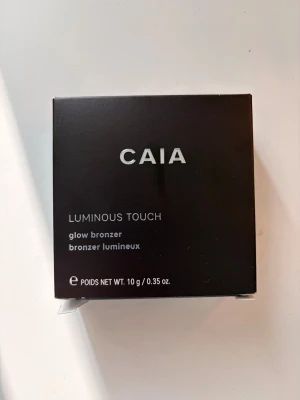 CAIA
LUMINOUS TOUCH
glow bronzer
bronzer lumineux
℮ POIDS NET WT. 10 g / 0.35 oz.